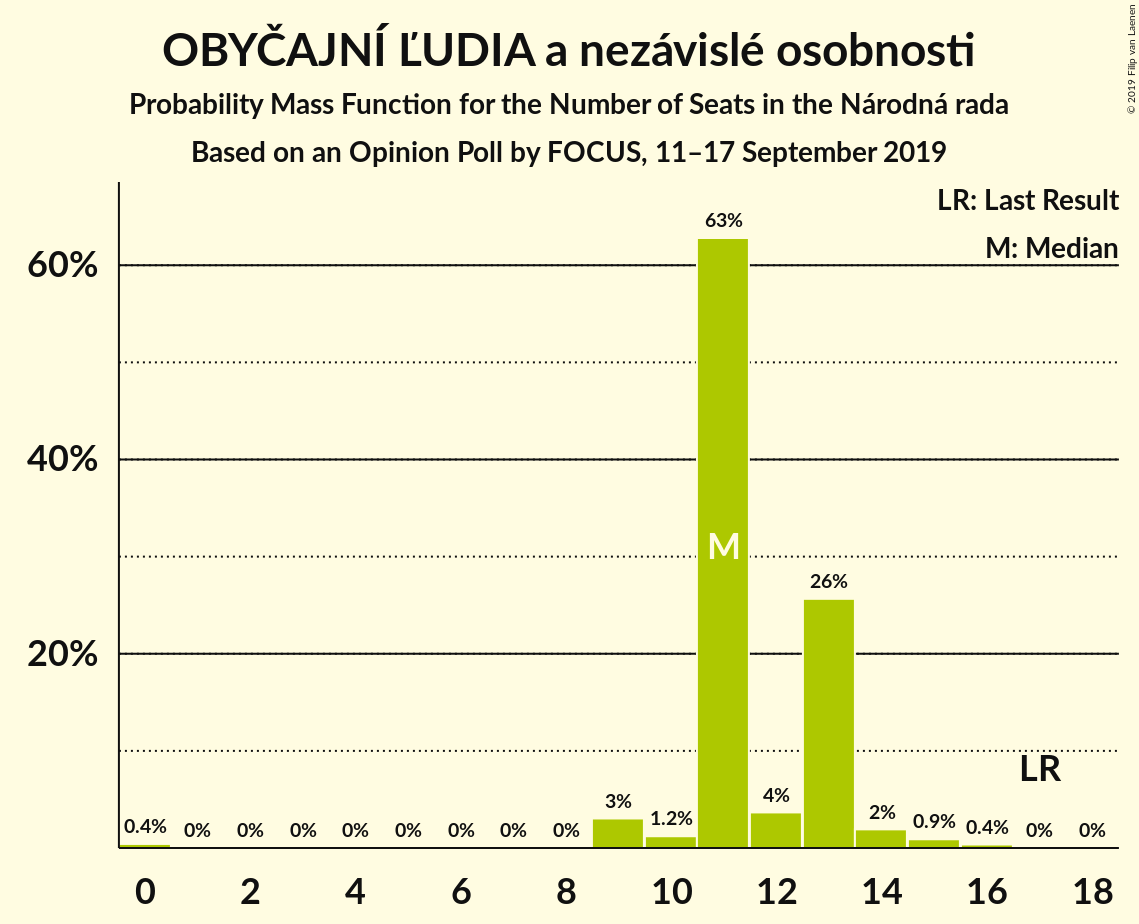 OBYČAJNÍ ĽUDIA a nezávislé osobnosti
Probability Mass Function for the Number of Seats in the Národná rada
Based on an Opinion Poll by FOCUS, 11–17 September 2019
© 2019 Filip van Laenen
LR: Last Result
M: Median
60%
40%
20%
63%
M
26%
LR
0.4% 0% 0% 0% 0% 0% 0% 0% 0% 3% 1.2% 4% 2% 0.9% 0.4% 0% 0%
0 2 4 6 8 10 12 14 16 18